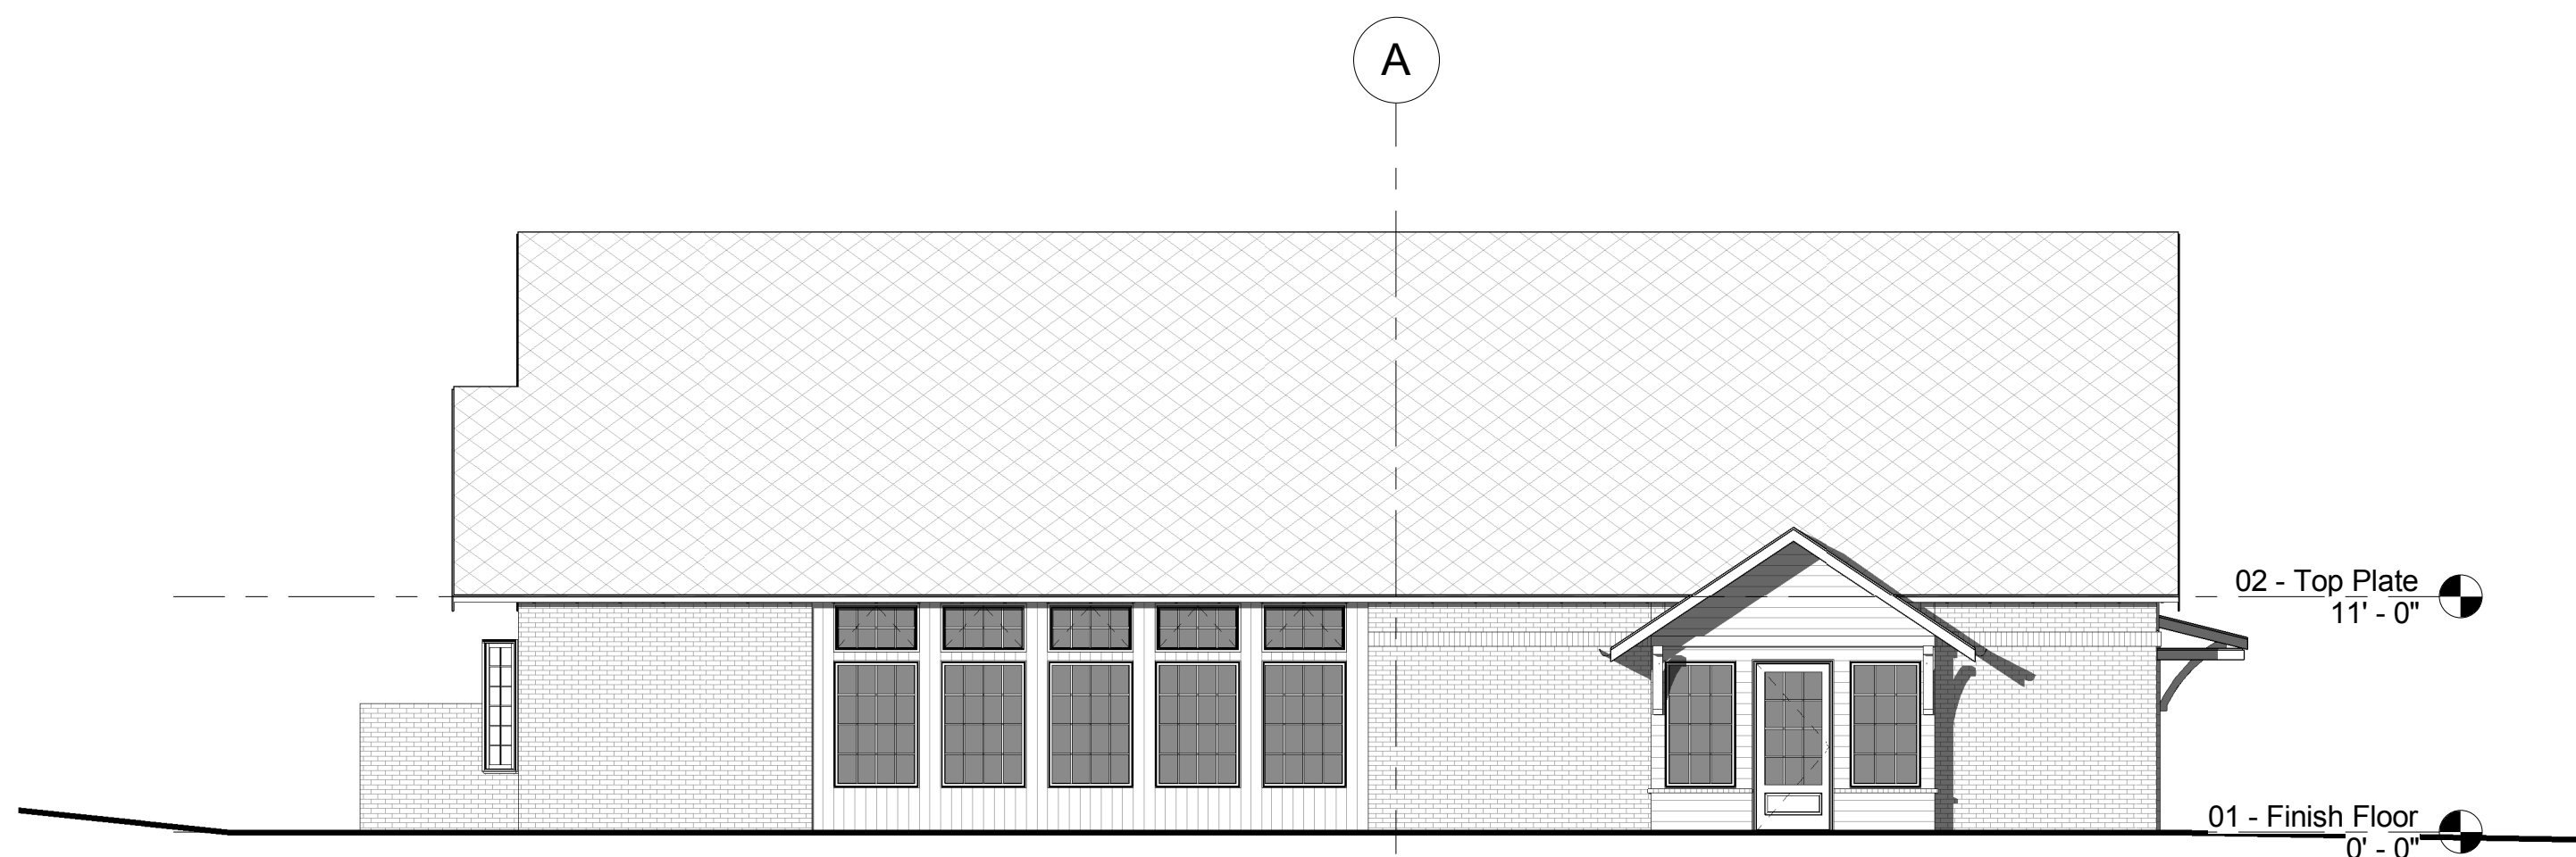 A
02 - Top Plate
11' - 0"
01 - Finish Floor
0' - 0"